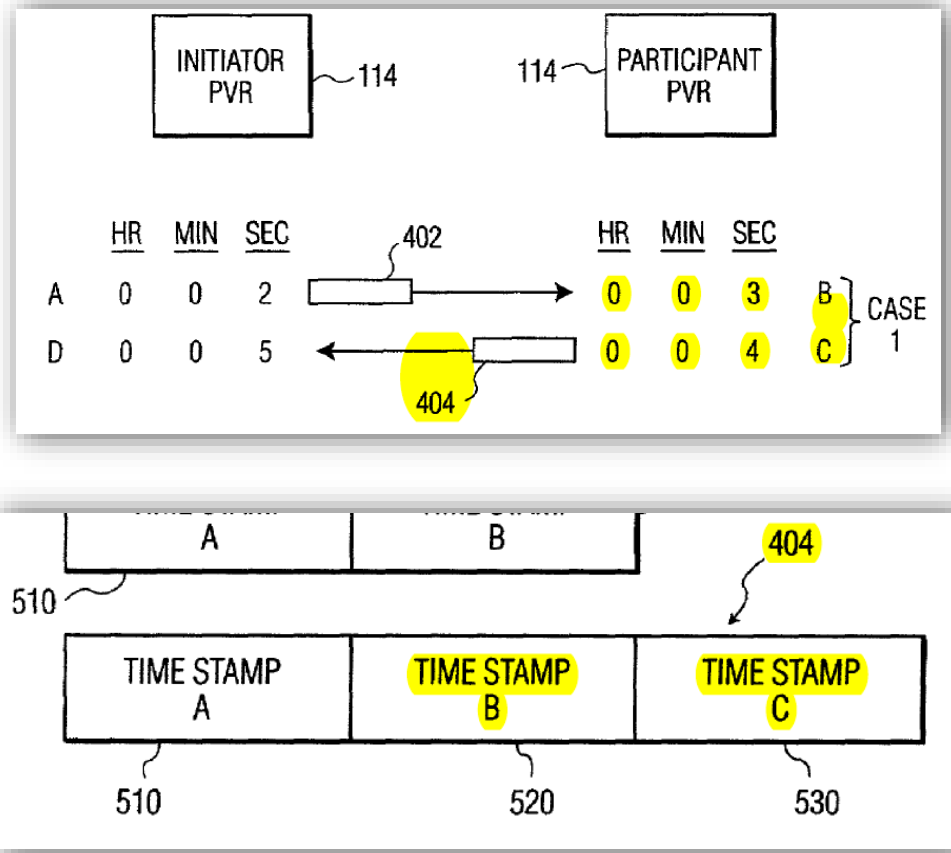 INITIATOR
PVR
114
114
PARTICIPANT
PVR
HR MIN SEC
402
HR MIN SEC
A 0 0 2
0 0 3 B
D 0 0 5
0 0 4 C
CASE
1
404
A
B
404
510
TIME STAMP
A
TIME STAMP
B
TIME STAMP
C
510
520
530